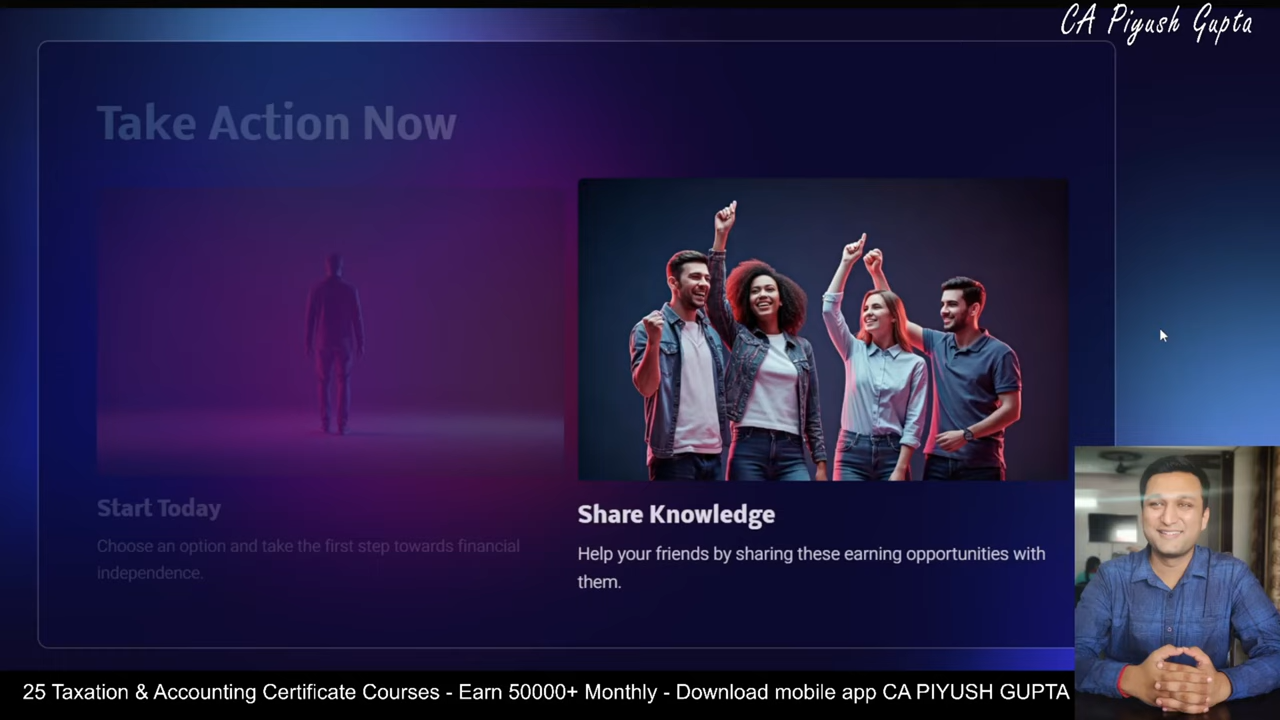 CA Piyush Gupta
Take Action Now
Start Today
Choose an option and take the first step towards financial
independence.
Share Knowledge
Help your friends by sharing these earning opportunities with
them.
25 Taxation & Accounting Certificate Courses - Earn 50000+ Monthly - Download mobile app CA PIYUSH GUPTA